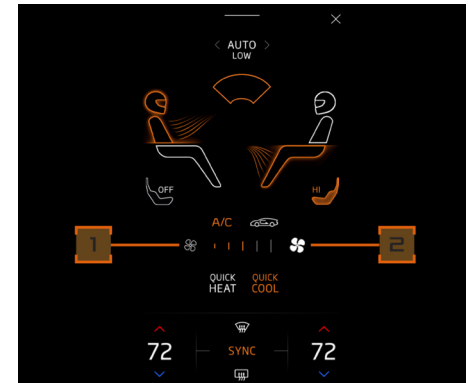 AUTO
LOW
OFF
HI
A/C
1
2
QUICK
HEAT
QUICK
COOL
72
SYNC
72